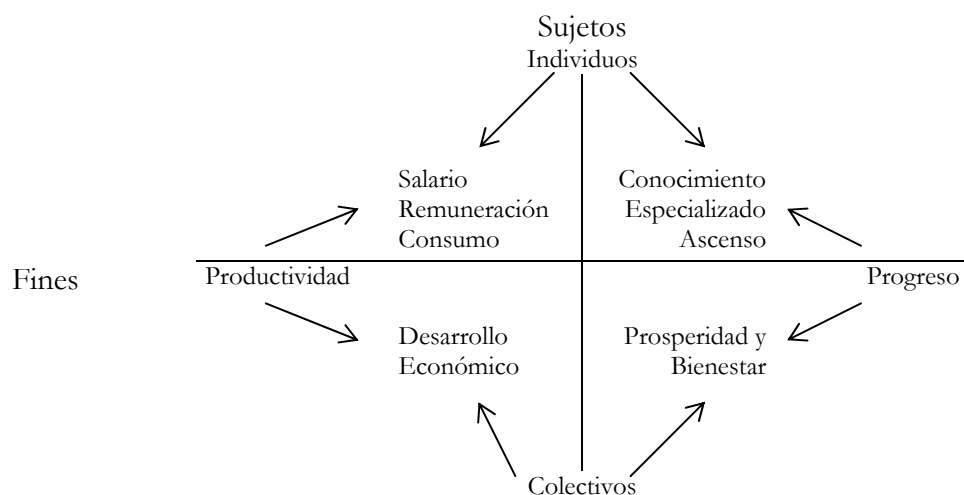 Sujetos
Individuos
Salario
Remuneración
Consumo
Conocimiento
Especializado
Ascenso
Fines
Productividad
Progreso
Desarrollo
Económico
Prosperidad y
Bienestar
Colectivos